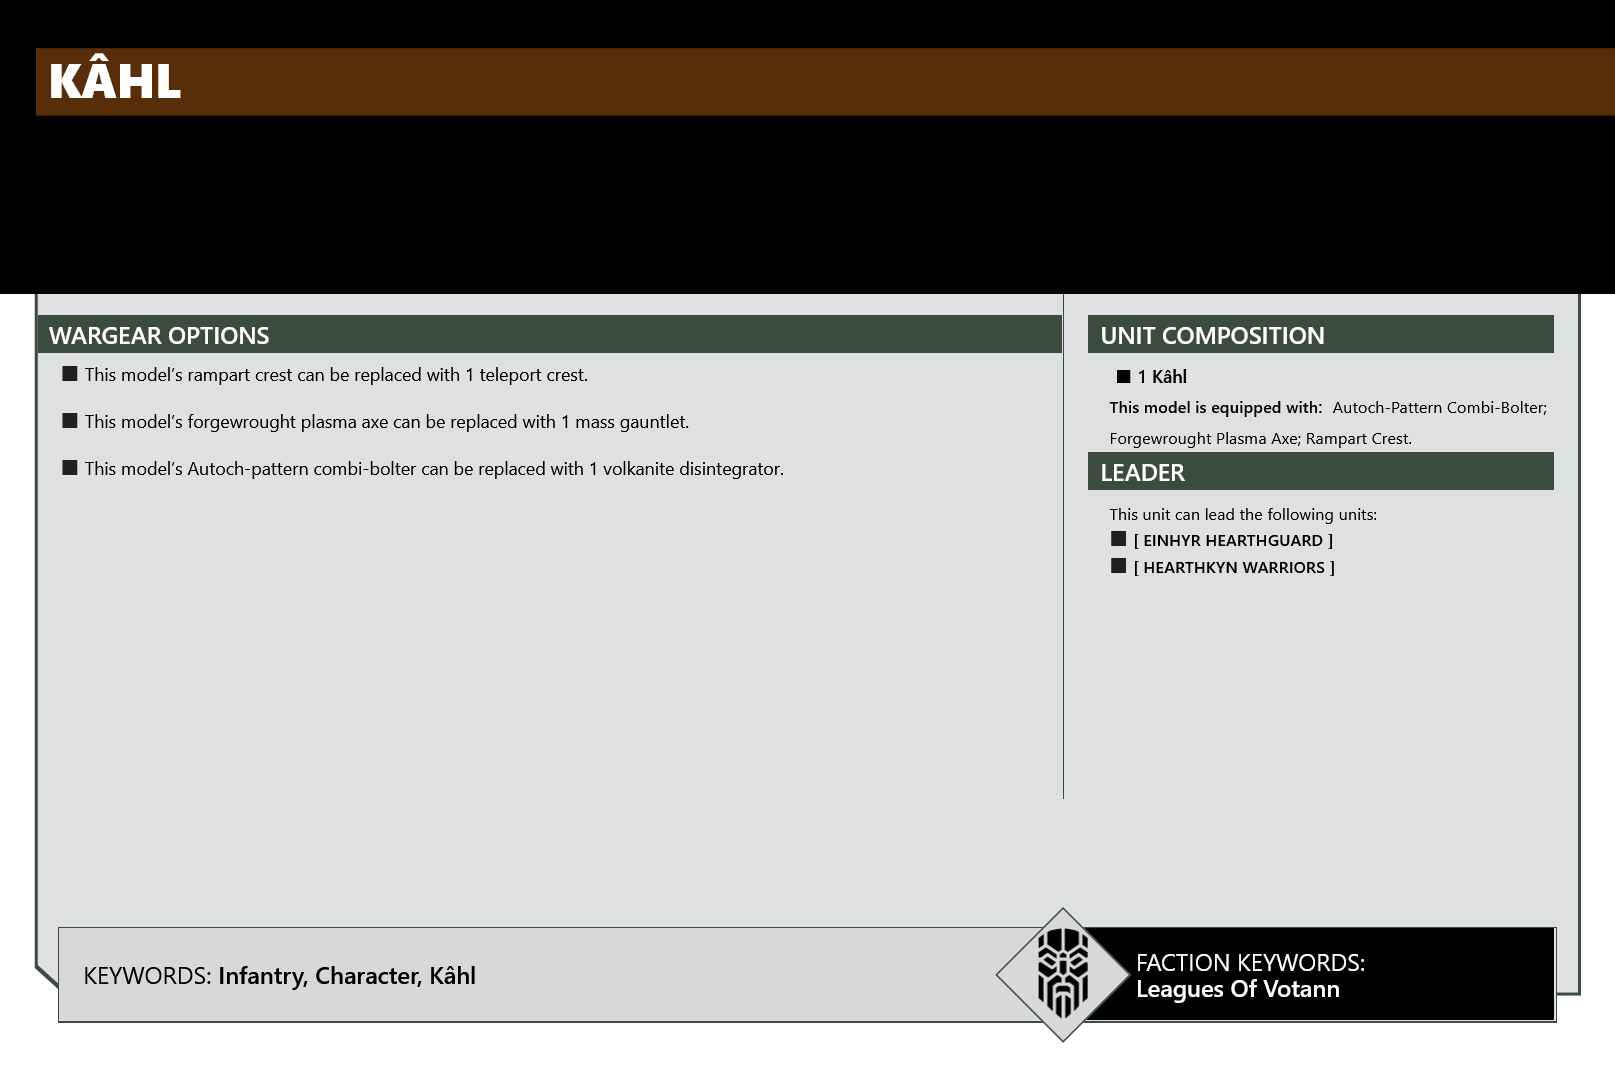 KÂHL
WARGEAR OPTIONS
This model’s rampart crest can be replaced with 1 teleport crest.
This model’s forgewrought plasma axe can be replaced with 1 mass gauntlet.
This model’s Autoch-pattern combi-bolter can be replaced with 1 volkanite disintegrator.
UNIT COMPOSITION
1 Kâhl
This model is equipped with: Autoch-Pattern Combi-Bolter;
Forgewrought Plasma Axe; Rampart Crest.
LEADER
This unit can lead the following units:
[ EINHYR HEARTHGUARD ]
[ HEARTHKYN WARRIORS ]
KEYWORDS: Infantry, Character, Kâhl
FACTION KEYWORDS:
Leagues Of Votann